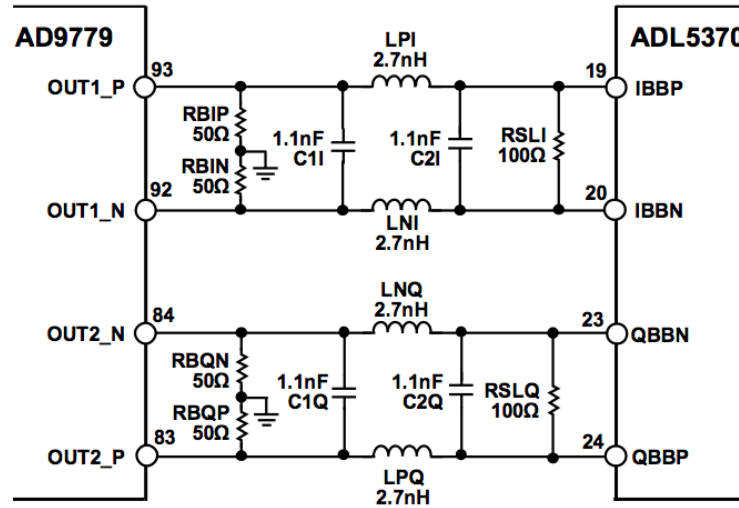 AD9779
ADL5370
OUT1_P
93
LPI
2.7nH
19
IBBP
RBIP
50Ω
RBIN
50Ω
1.1nF
C1I
1.1nF
C2I
RSLI
100Ω
OUT1_N
92
LNI
2.7nH
20
IBBN
OUT2_N
84
LNQ
2.7nH
23
QBBN
RBQN
50Ω
RBQP
50Ω
1.1nF
C1Q
1.1nF
C2Q
RSLQ
100Ω
OUT2_P
83
LPQ
2.7nH
24
QBBP